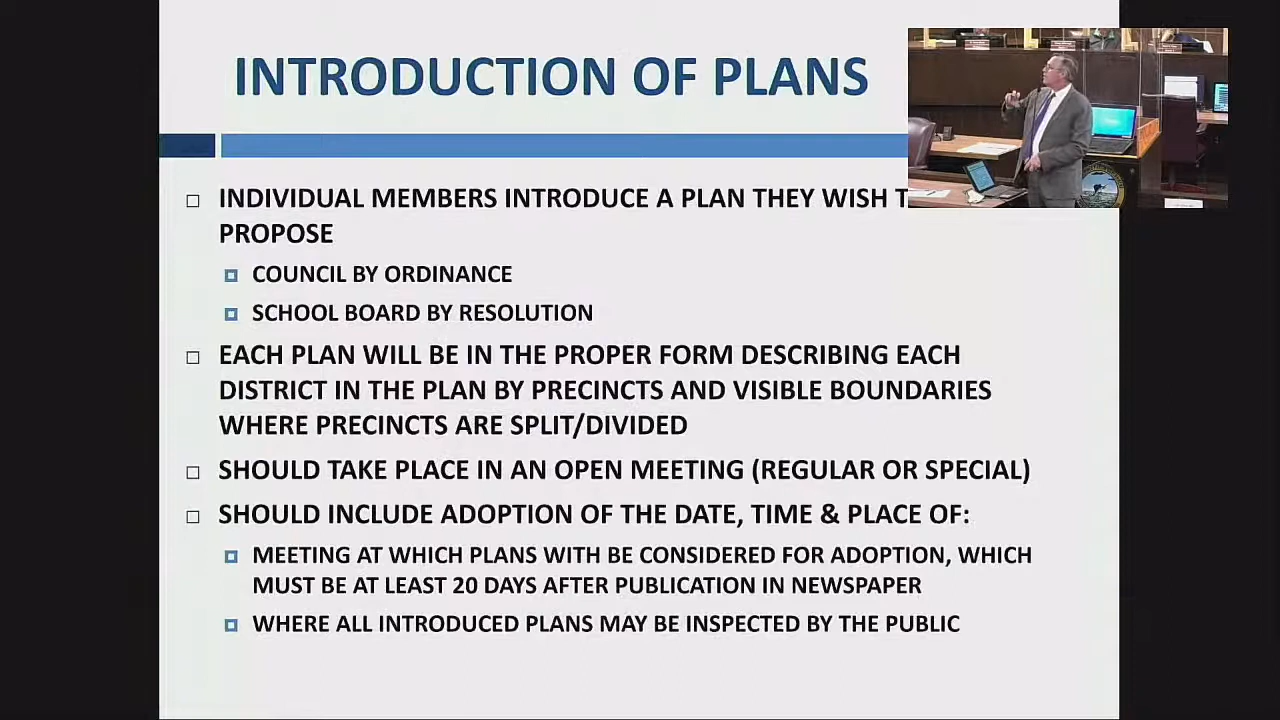 INTRODUCTION OF PLANS
INDIVIDUAL MEMBERS INTRODUCE A PLAN THEY WISH T
PROPOSE
COUNCIL BY ORDINANCE
SCHOOL BOARD BY RESOLUTION
EACH PLAN WILL BE IN THE PROPER FORM DESCRIBING EACH
DISTRICT IN THE PLAN BY PRECINCTS AND VISIBLE BOUNDARIES
WHERE PRECINCTS ARE SPLIT/DIVIDED
SHOULD TAKE PLACE IN AN OPEN MEETING (REGULAR OR SPECIAL)
SHOULD INCLUDE ADOPTION OF THE DATE, TIME & PLACE OF:
MEETING AT WHICH PLANS WITH BE CONSIDERED FOR ADOPTION, WHICH
MUST BE AT LEAST 20 DAYS AFTER PUBLICATION IN NEWSPAPER
WHERE ALL INTRODUCED PLANS MAY BE INSPECTED BY THE PUBLIC